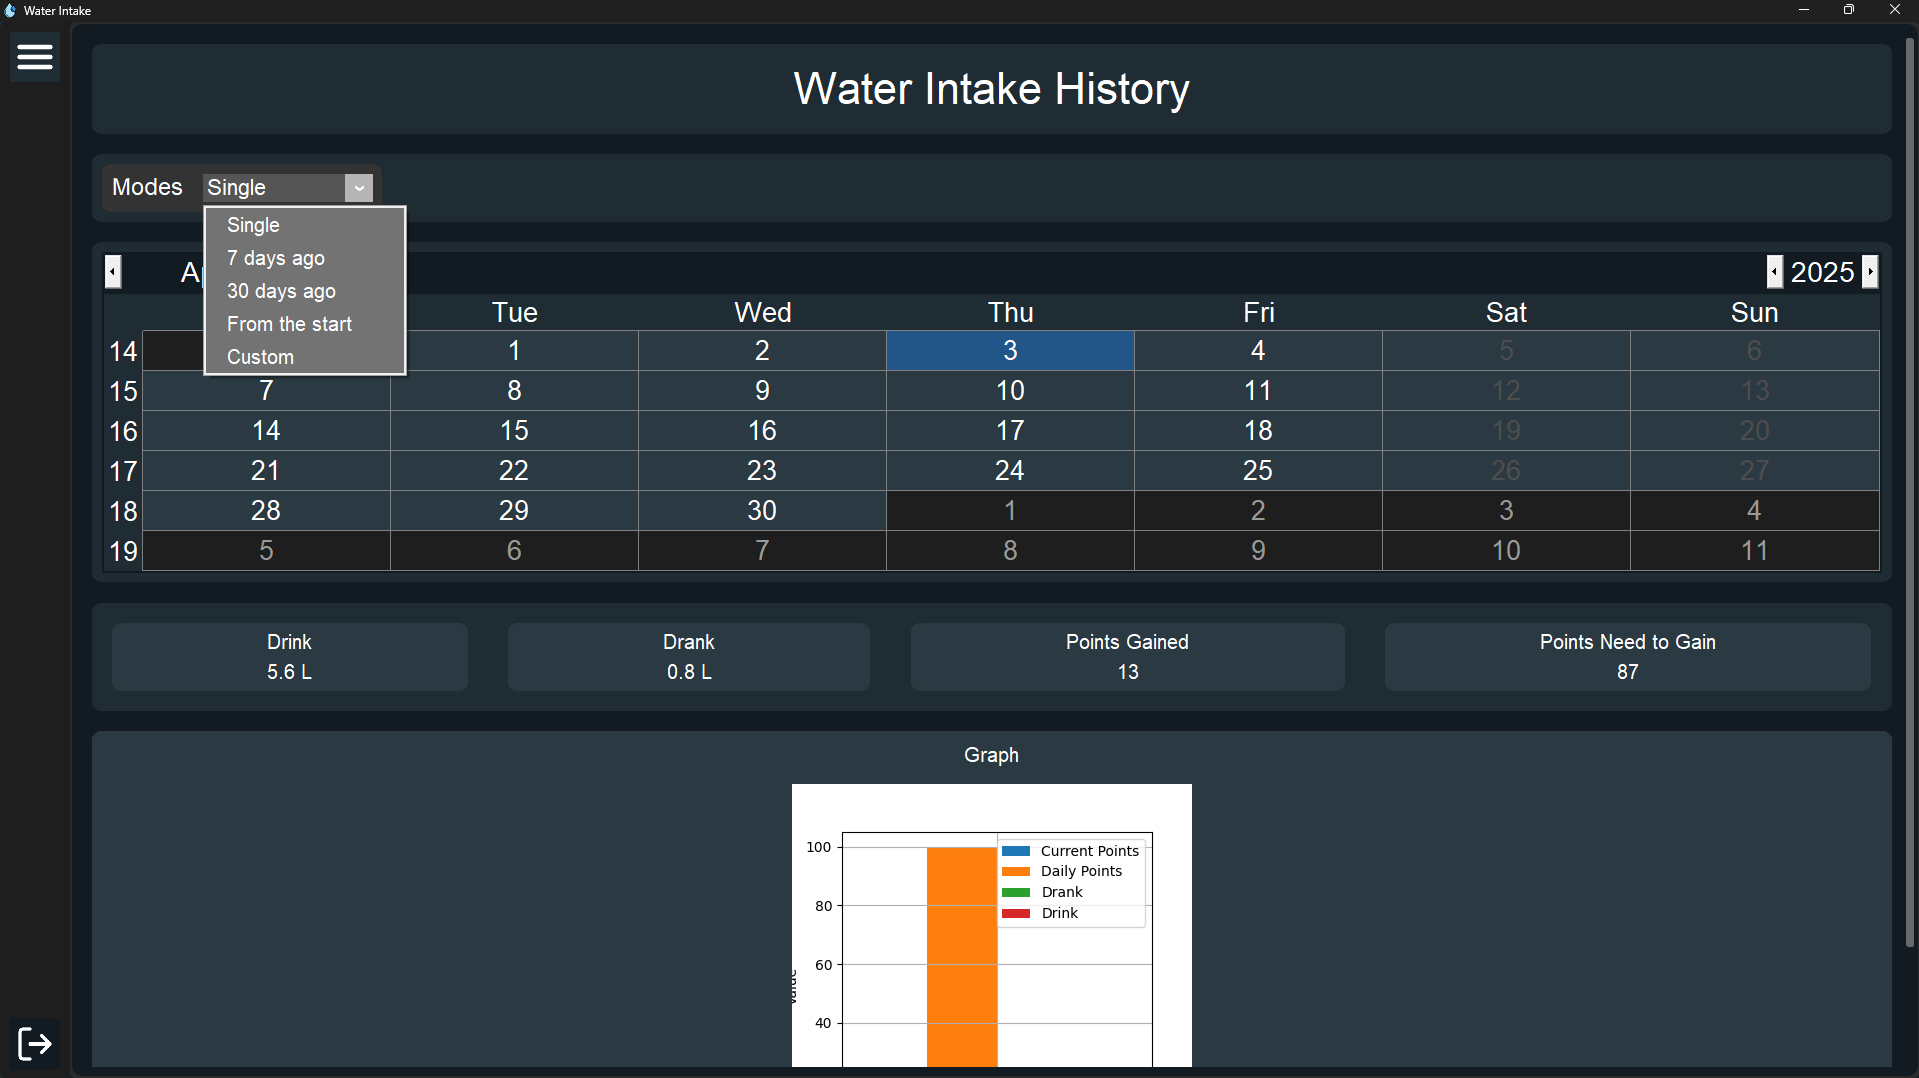 Water Intake
Water Intake History
Modes Single
Single
7 days ago
30 days ago
From the start
Custom
2025
Tue Wed Thu Fri Sat Sun
14 1 2 3 4 5 6
15 7 8 9 10 11 12 13
16 14 15 16 17 18 19 20
17 21 22 23 24 25 26 27
18 28 29 30 1 2 3 4
19 5 6 7 8 9 10 11
Drink Drank Points Gained Points Need to Gain
5.6 L 0.8 L 13 87
Graph
100
80
60
40
Current Points
Daily Points
Drank
Drink